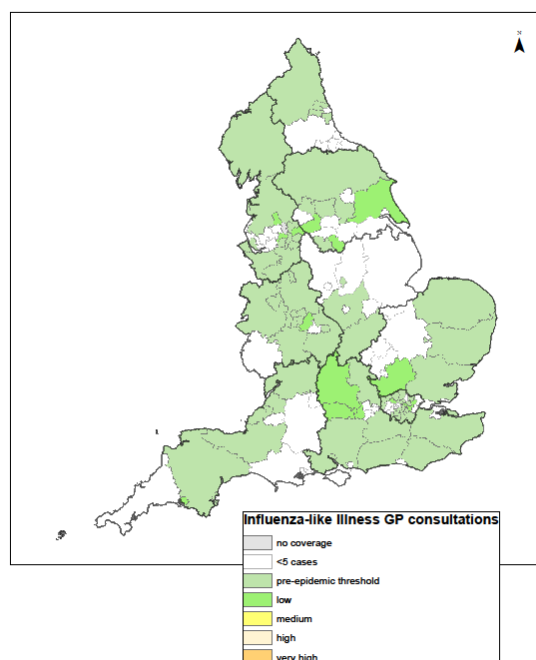 N
Influenza-like Illness GP consultations
no coverage
<5 cases
pre-epidemic threshold
low
medium
high
very high